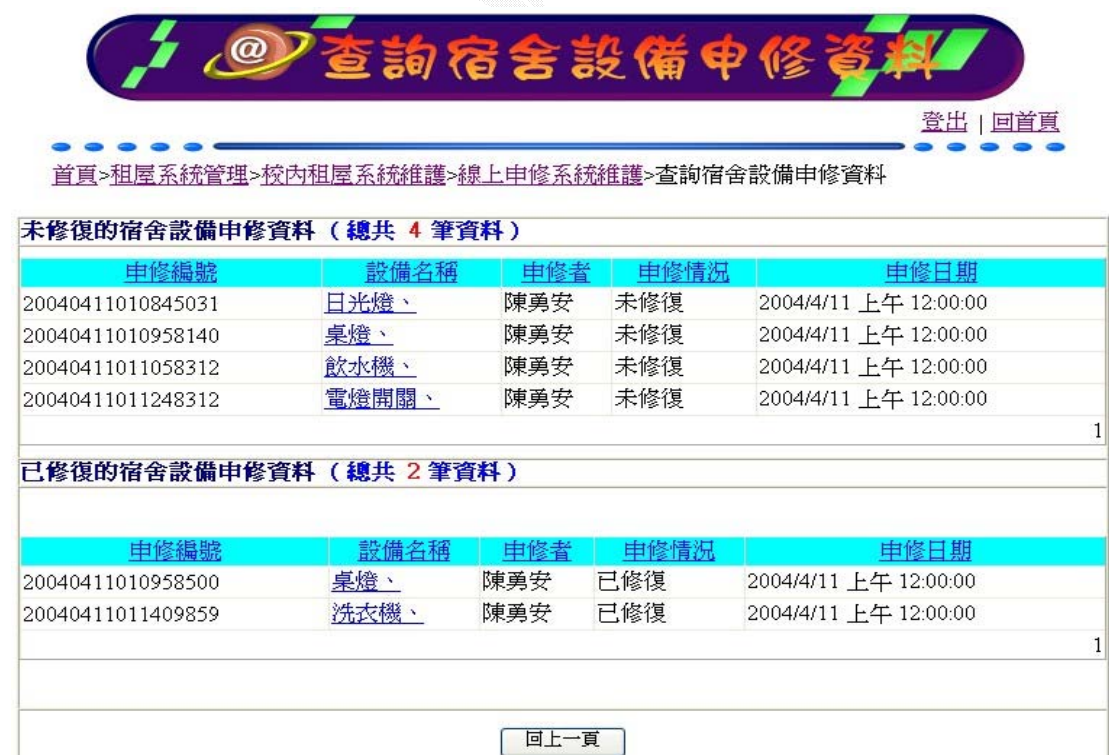 @查詢宿舍設備申修資料
登出 | 回首頁
首頁>租屋系統管理>校內租屋系統維護>線上申修系統維護>查詢宿舍設備申修資料
未修復的宿舍設備申修資料 (總共 4 筆資料)
申修編號 設備名稱 申修者 申修情況 申修日期
20040411010845031 日光燈、 陳勇安 未修復 2004/4/11 上午 12:00:00
20040411010958140 桌燈、 陳勇安 未修復 2004/4/11 上午 12:00:00
20040411011058312 飲水機、 陳勇安 未修復 2004/4/11 上午 12:00:00
20040411011248312 電燈開關、 陳勇安 未修復 2004/4/11 上午 12:00:00
1
已修復的宿舍設備申修資料 (總共 2 筆資料)
申修編號 設備名稱 申修者 申修情況 申修日期
20040411010958500 桌燈、 陳勇安 已修復 2004/4/11 上午 12:00:00
20040411011409859 洗衣機、 陳勇安 已修復 2004/4/11 上午 12:00:00
1
回上一頁